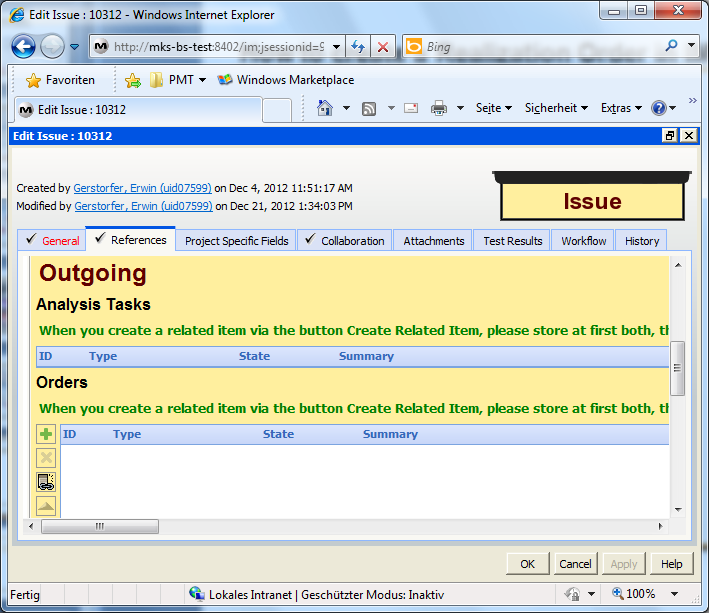 Edit Issue : 10312 - Windows Internet Explorer
http://mks-bs-test:8402/im;jsessionid=9
Bing
Favoriten
PMT
Windows Marketplace
Edit Issue : 10312
Seite
Sicherheit
Extras
Edit Issue : 10312
Created by Gerstorfer, Erwin (uid07599) on Dec 4, 2012 11:51:17 AM
Modified by Gerstorfer, Erwin (uid07599) on Dec 21, 2012 1:34:03 PM
Issue
General
References
Project Specific Fields
Collaboration
Attachments
Test Results
Workflow
History
Outgoing
Analysis Tasks
When you create a related item via the button Create Related Item, please store at first both, th
ID Type State Summary
Orders
When you create a related item via the button Create Related Item, please store at first both, th
ID Type State Summary
OK Cancel Apply Help
Fertig
Lokales Intranet | Geschützter Modus: Inaktiv
100%